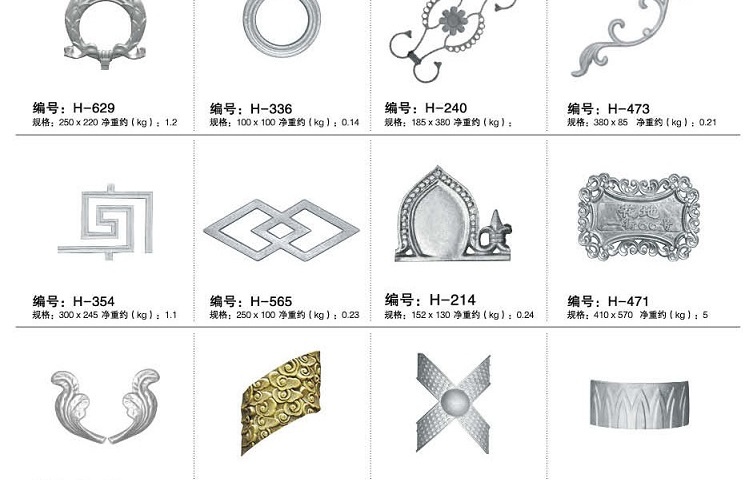 编号：H-629
规格：250 x 220 净重约（kg）：1.2
编号：H-336
规格：100 x 100 净重约（kg）：0.14
编号：H-240
规格：185 x 380 净重约（kg）：
编号：H-473
规格：380 x 85 净重约（kg）：0.21
编号：H-354
规格：300 x 245 净重约（kg）：1.1
编号：H-565
规格：250 x 100 净重约（kg）：0.23
编号：H-214
规格：152 x 130 净重约（kg）：0.24
编号：H-471
规格：410 x 570 净重约（kg）：5